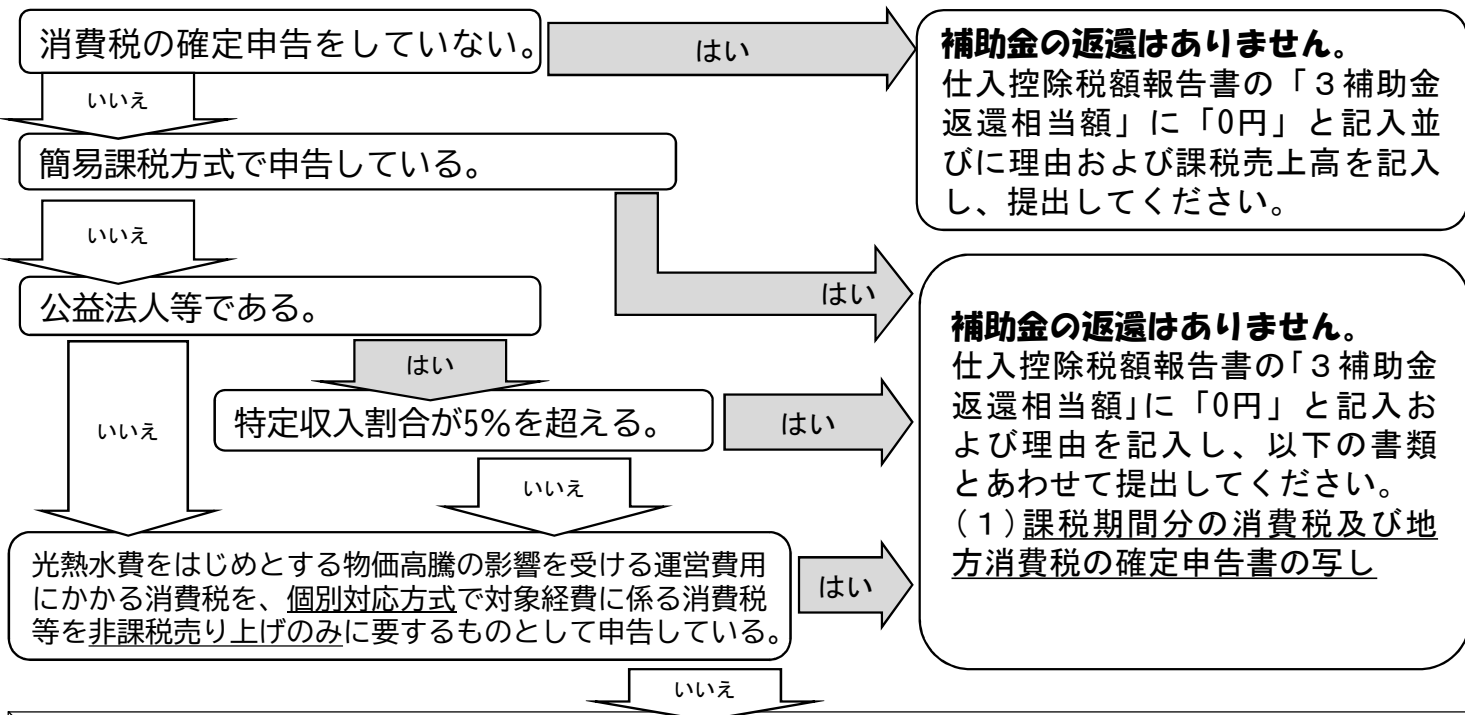 消費税の確定申告をしていない。
はい
補助金の返還はありません。
仕入控除税額報告書の「３補助金
返還相当額」に「0円」と記入並
びに理由および課税売上高を記入
し、提出してください。
いいえ
簡易課税方式で申告している。
いいえ
はい
公益法人等である。
補助金の返還はありません。
仕入控除税額報告書の「３補助金
返還相当額」に「0円」と記入お
よび理由を記入し、以下の書類
とあわせて提出してください。
（１）課税期間分の消費税及び地
方消費税の確定申告書の写し
はい
いいえ
特定収入割合が5％を超える。
はい
いいえ
光熱水費をはじめとする物価高騰の影響を受ける運営費用
にかかる消費税を、個別対応方式で対象経費に係る消費税
等を非課税売り上げのみに要するものとして申告している。
はい
いいえ